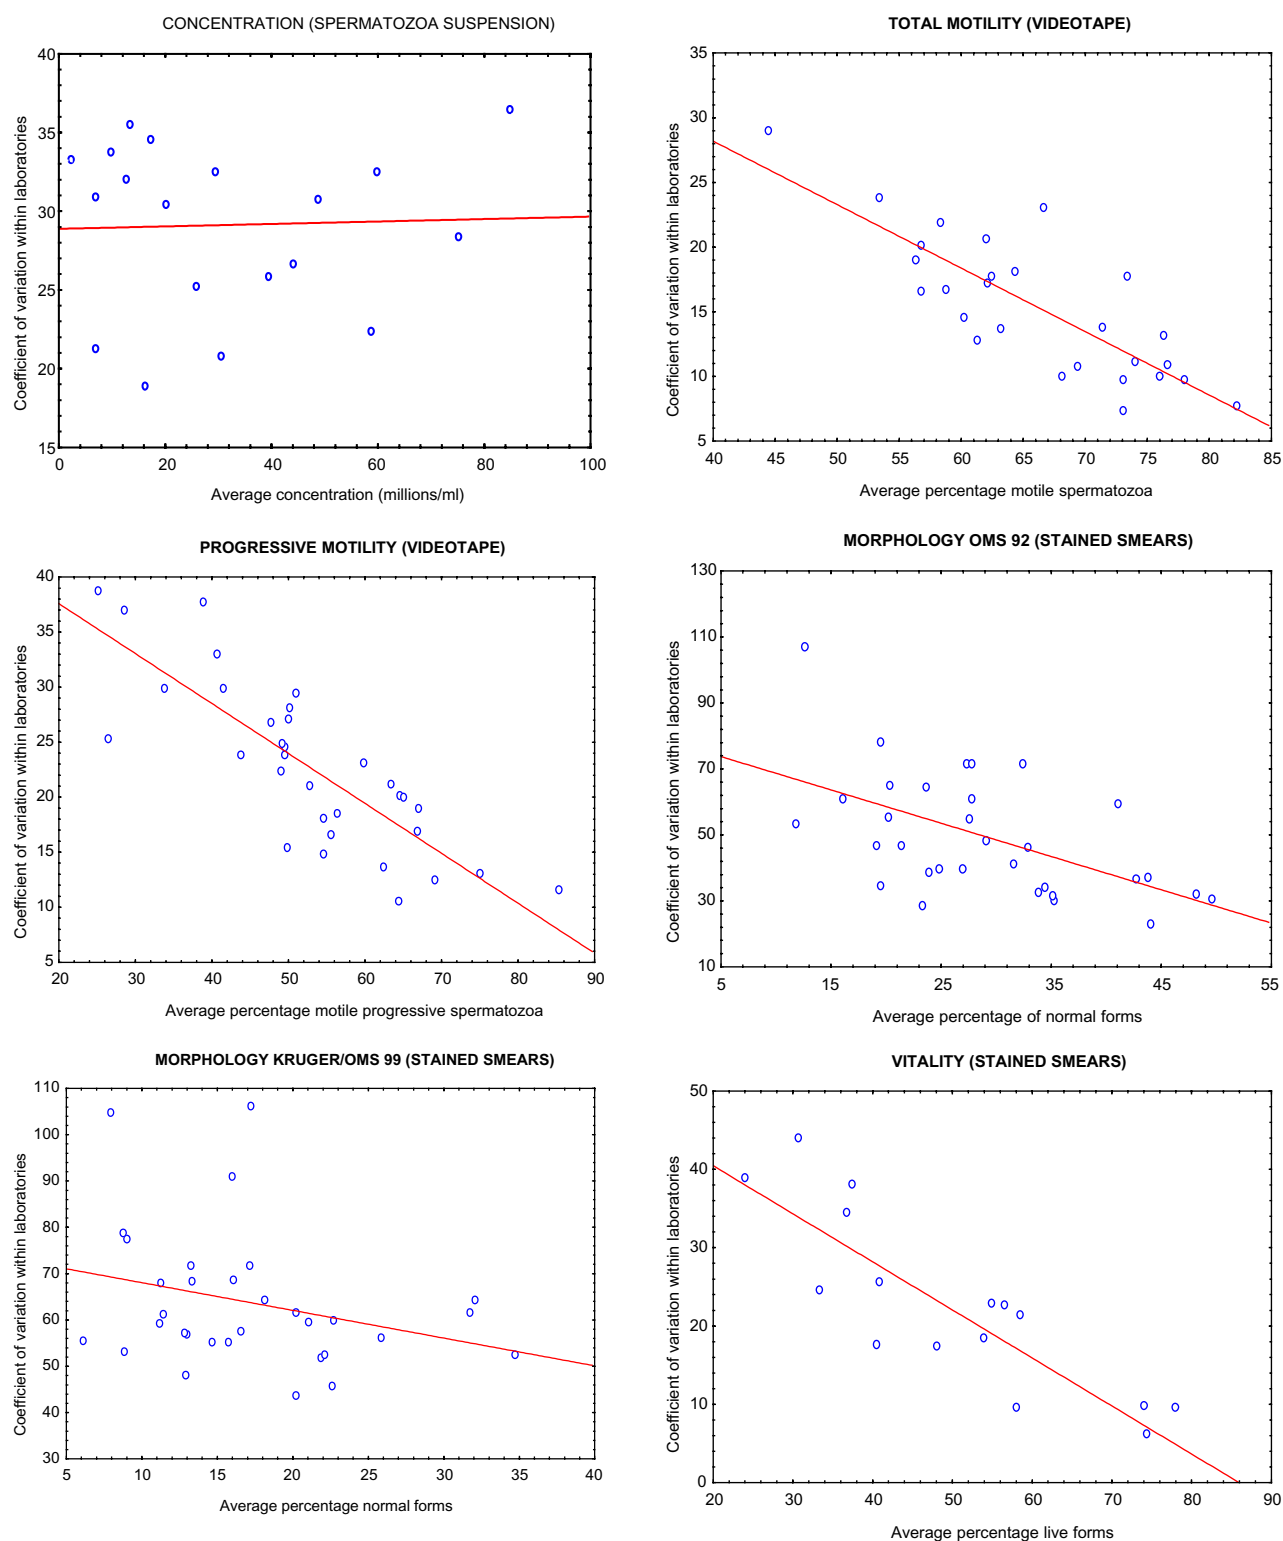 CONCENTRATION (SPERMATOZOA SUSPENSION)
40
35
30
25
20
15
0 20 40 60 80 100
Coefficient of variation within laboratories
Average concentration (millions/ml)
TOTAL MOTILITY (VIDEOTAPE)
35
30
25
20
15
10
5
40 45 50 55 60 65 70 75 80 85
Coefficient of variation within laboratories
Average percentage motile spermatozoa
PROGRESSIVE MOTILITY (VIDEOTAPE)
40
35
30
25
20
15
10
5
20 30 40 50 60 70 80 90
Coefficient of variation within laboratories
Average percentage motile progressive spermatozoa
MORPHOLOGY OMS 92 (STAINED SMEARS)
130
110
90
70
50
30
10
5 15 25 35 45 55
Coefficient of variation within laboratories
Average percentage of normal forms
MORPHOLOGY KRUGER/OMS 99 (STAINED SMEARS)
110
100
90
80
70
60
50
40
30
5 10 15 20 25 30 35 40
Coefficient of variation within laboratories
Average percentage normal forms
VITALITY (STAINED SMEARS)
50
40
30
20
10
0
20 30 40 50 60 70 80 90
Coefficient of variation within laboratories
Average percentage live forms